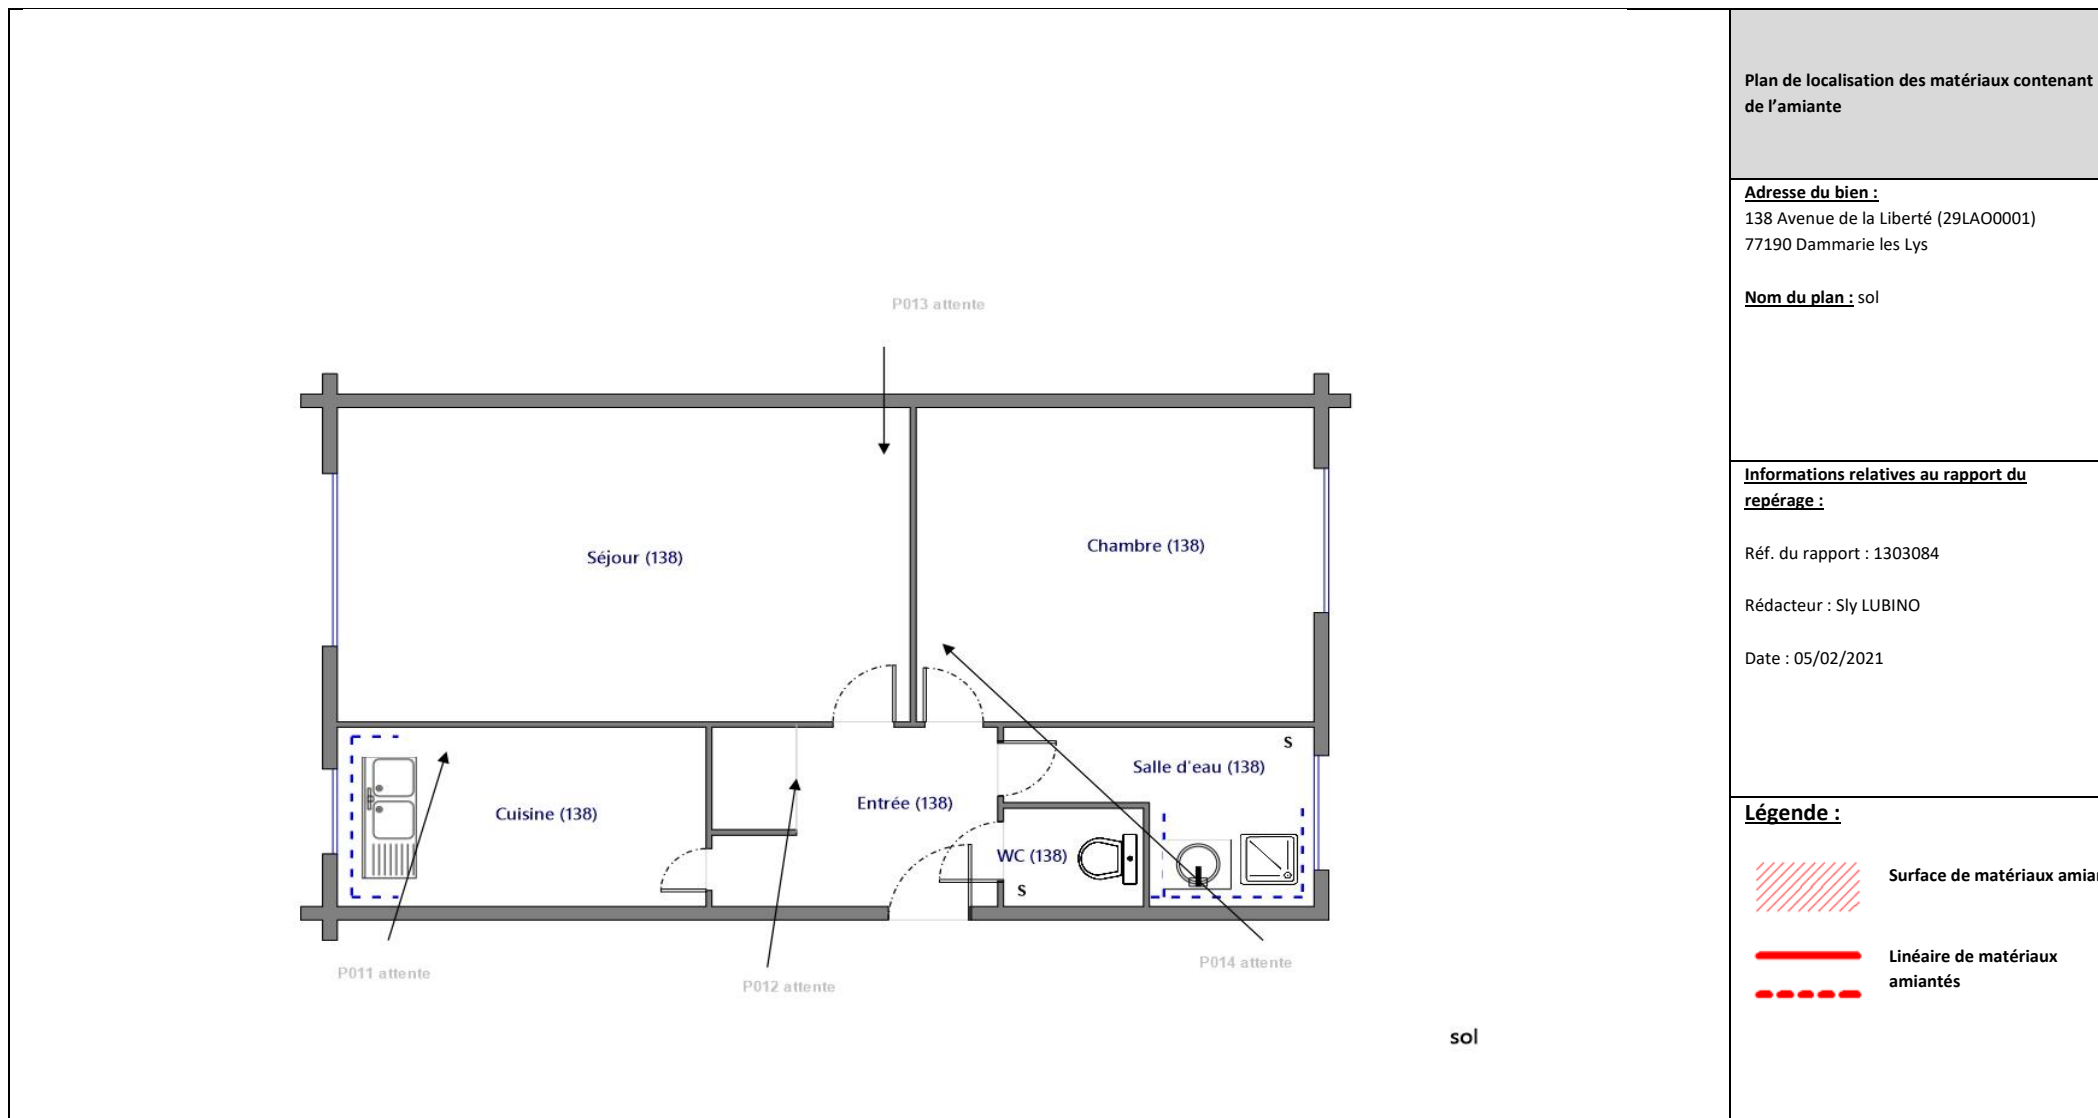 Plan de localisation des matériaux contenant
de l'amiante
Adresse du bien :
138 Avenue de la Liberté (29LAO0001)
77190 Dammarie les Lys
Nom du plan : sol
Informations relatives au rapport du
repérage :
Réf. du rapport : 1303084
Rédacteur : Sly LUBINO
Date : 05/02/2021
Légende :
Surface de matériaux
Linéaire de matériaux
amiantés
P013 attente
Séjour (138)
Chambre (138)
S
Salle d'eau (138)
Entrée (138)
Cuisine (138)
WC (138)
S
P011 attente
P012 attente
P014 attente
sol